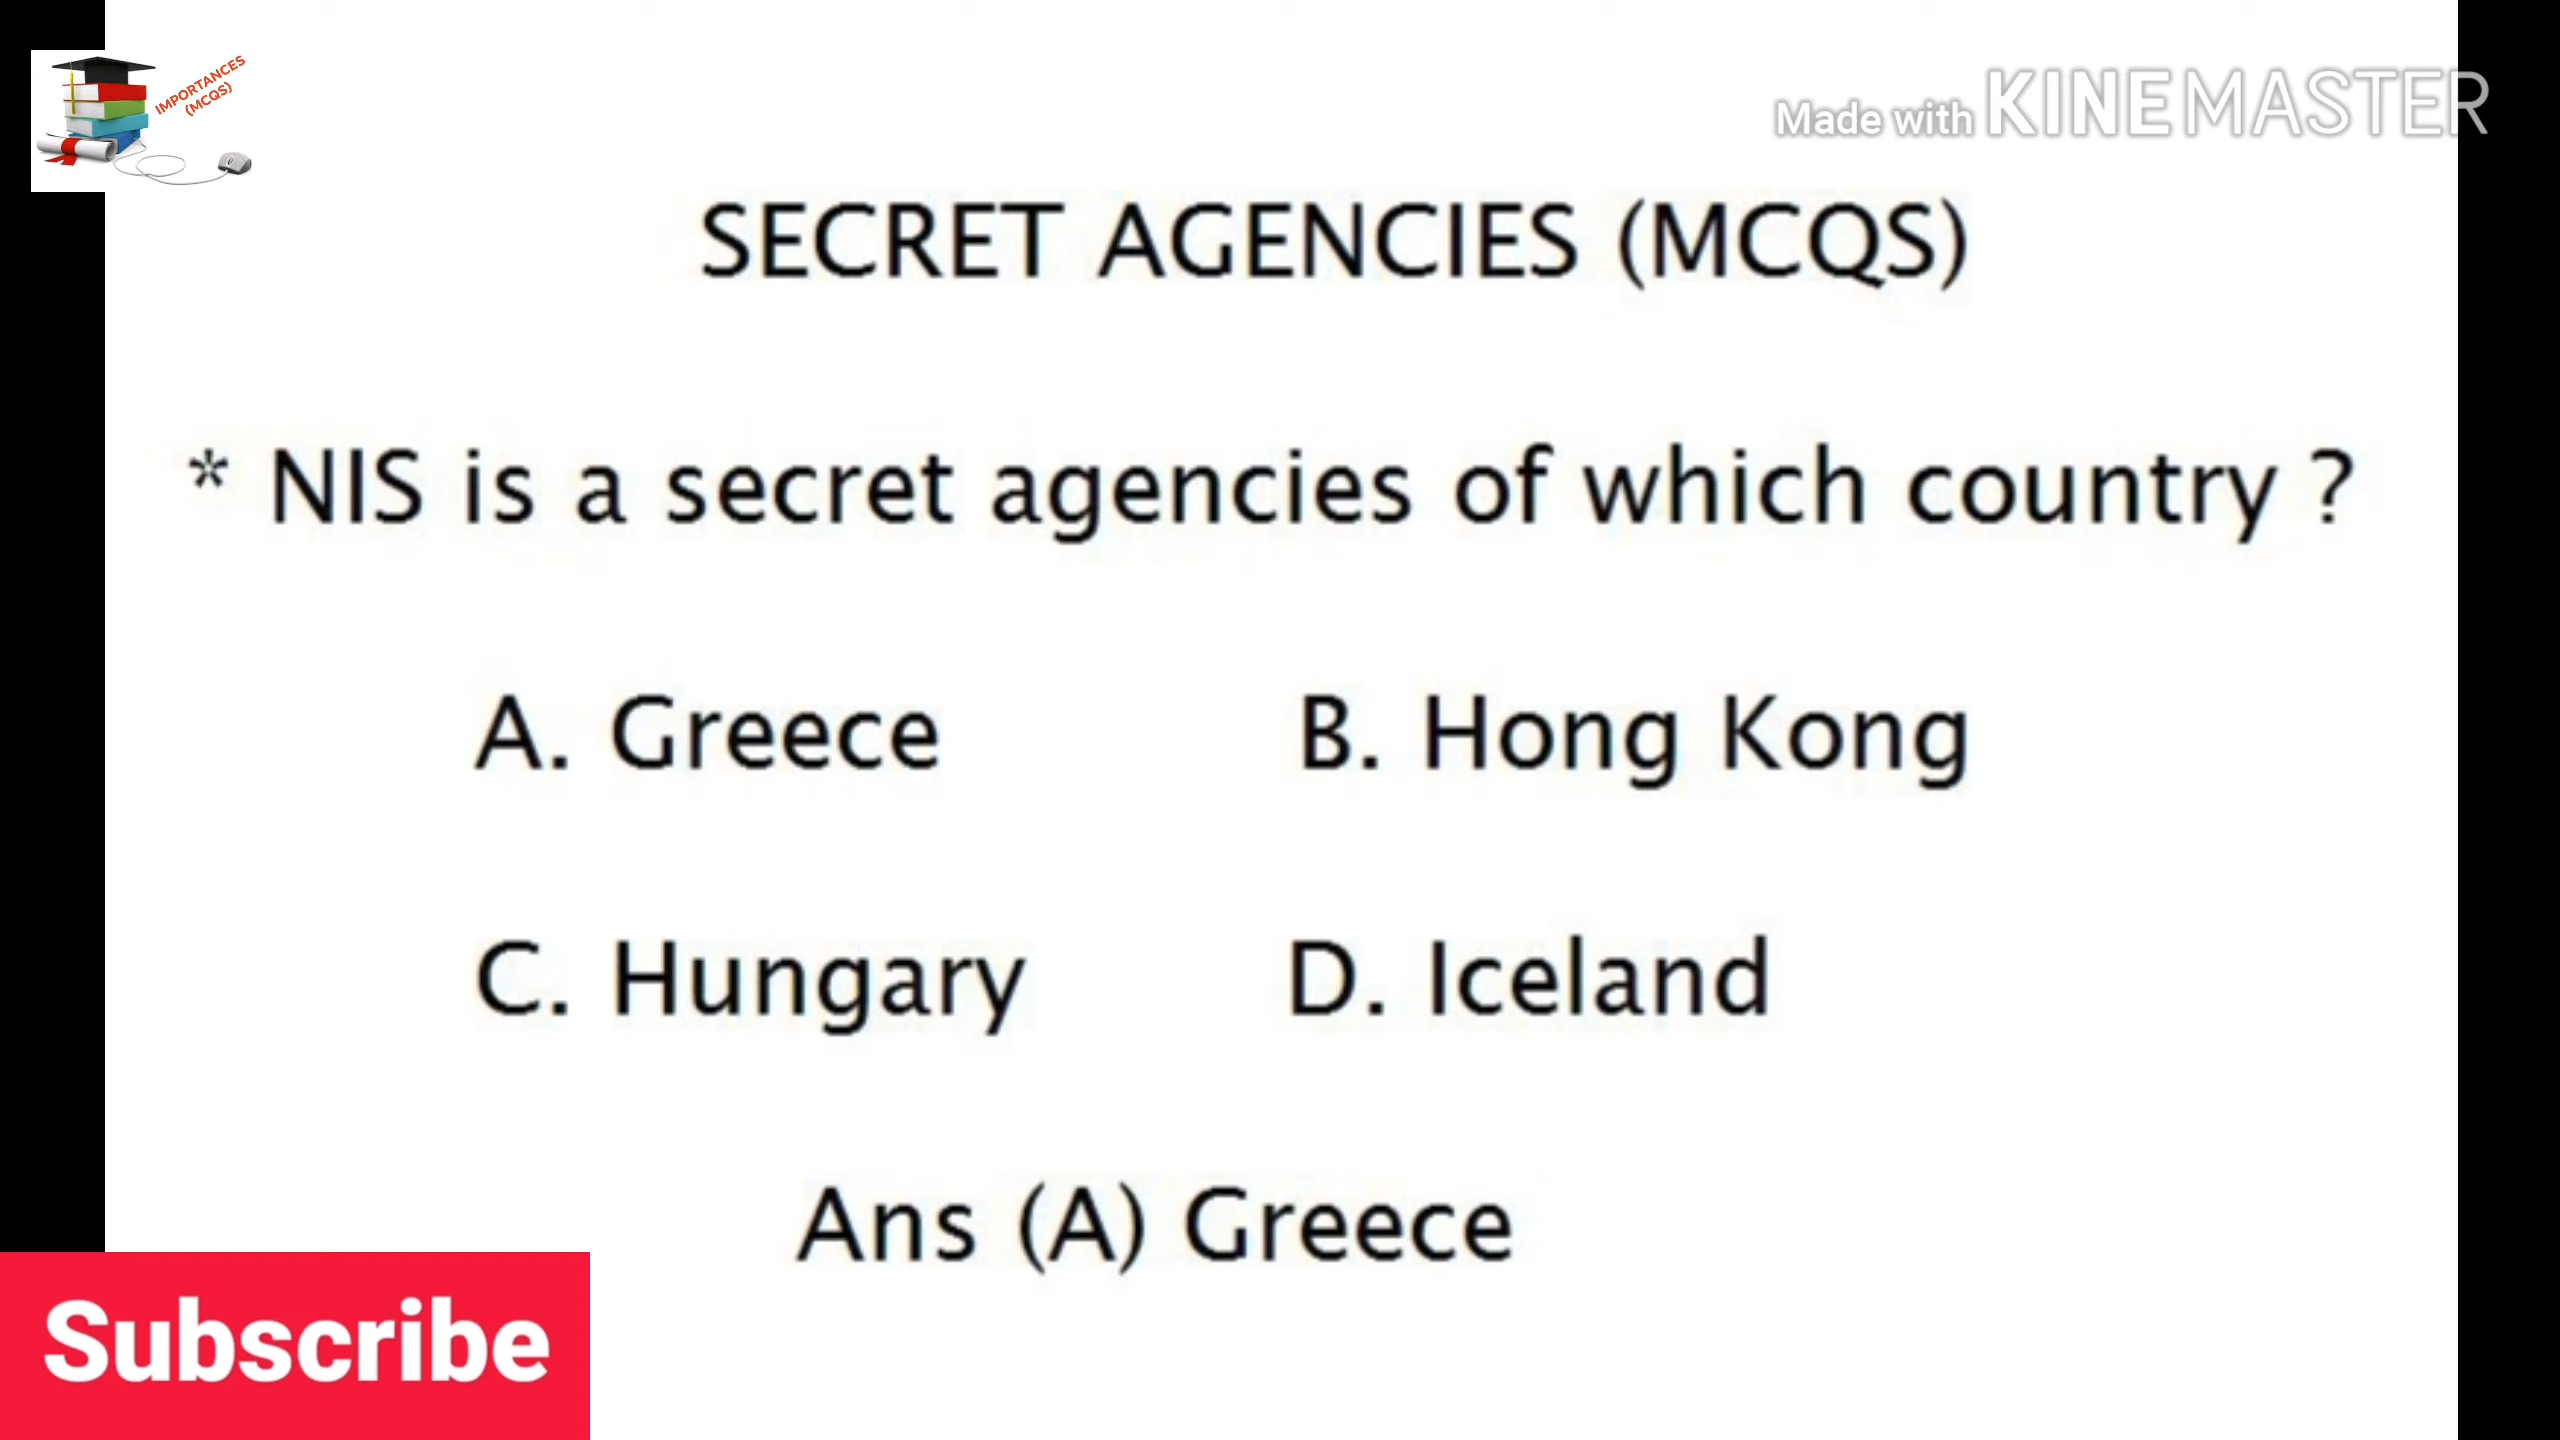 IMPORTANCES
(MCQS)
Made with KINEMASTER
SECRET AGENCIES (MCQS)
* NIS is a secret agencies of which country ?
A. Greece B. Hong Kong
C. Hungary D. Iceland
Ans (A) Greece
Subscribe